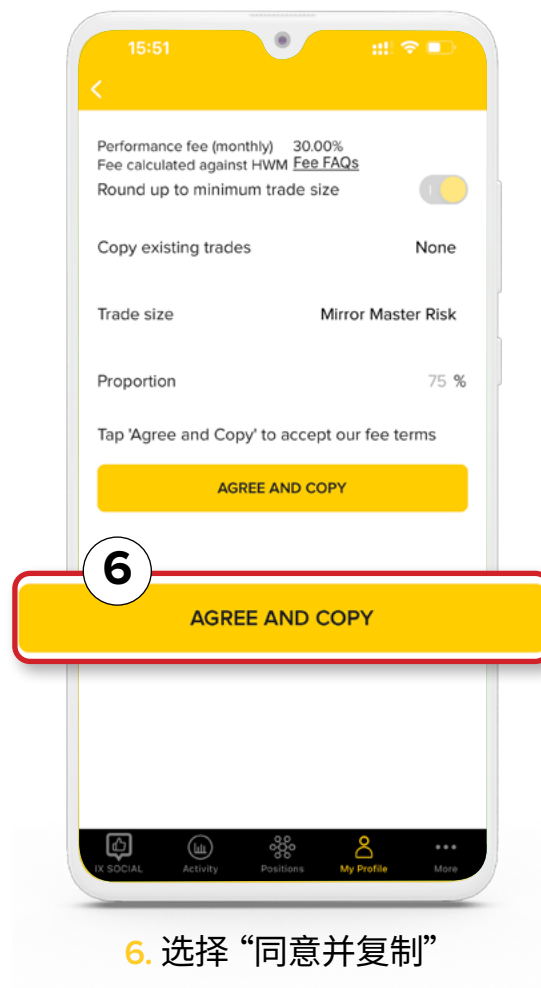 15:51
Performance fee (monthly) 30.00%
Fee calculated against HWM Fee FAQs
Round up to minimum trade size
Copy existing trades None
Trade size Mirror Master Risk
Proportion 75 %
Tap 'Agree and Copy' to accept our fee terms
AGREE AND COPY
6
AGREE AND COPY
IX SOCIAL Activity Positions My Profile More
6. 选择 “同意并复制”